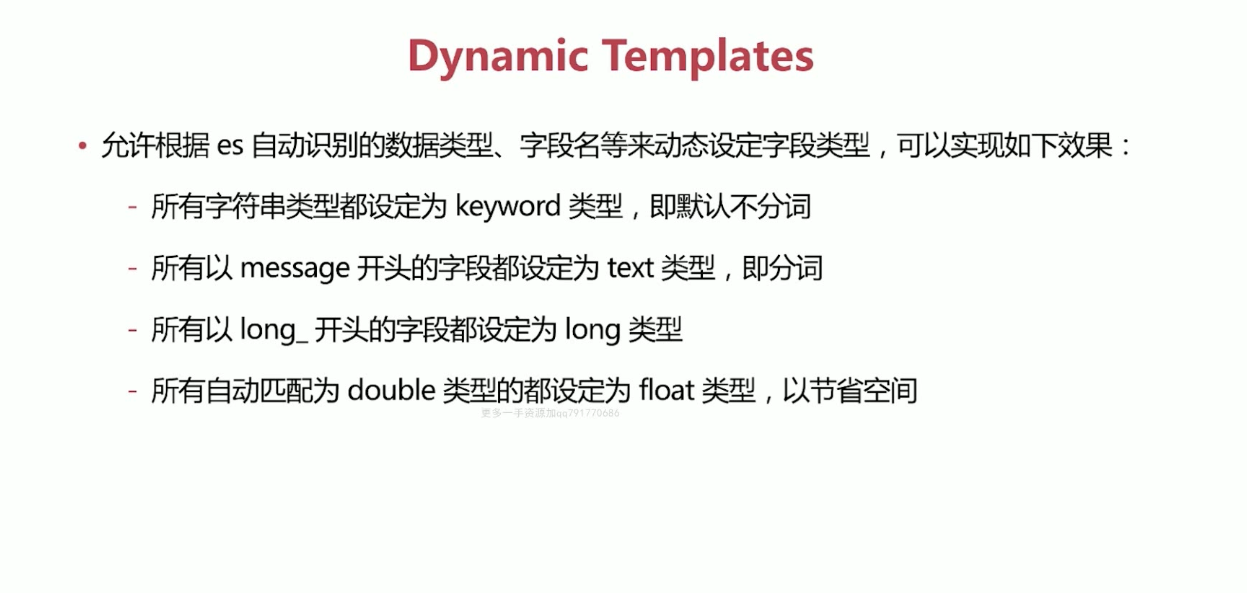 Dynamic Templates
• 允许根据 es 自动识别的数据类型、字段名等来动态设定字段类型，可以实现如下效果：
- 所有字符串类型都设定为 keyword 类型，即默认不分词
- 所有以 message 开头的字段都设定为 text 类型，即分词
- 所有以 long_ 开头的字段都设定为 long 类型
- 所有自动匹配为 double 类型的都设定为 float 类型，以节省空间
更多一手资源加qq791770686